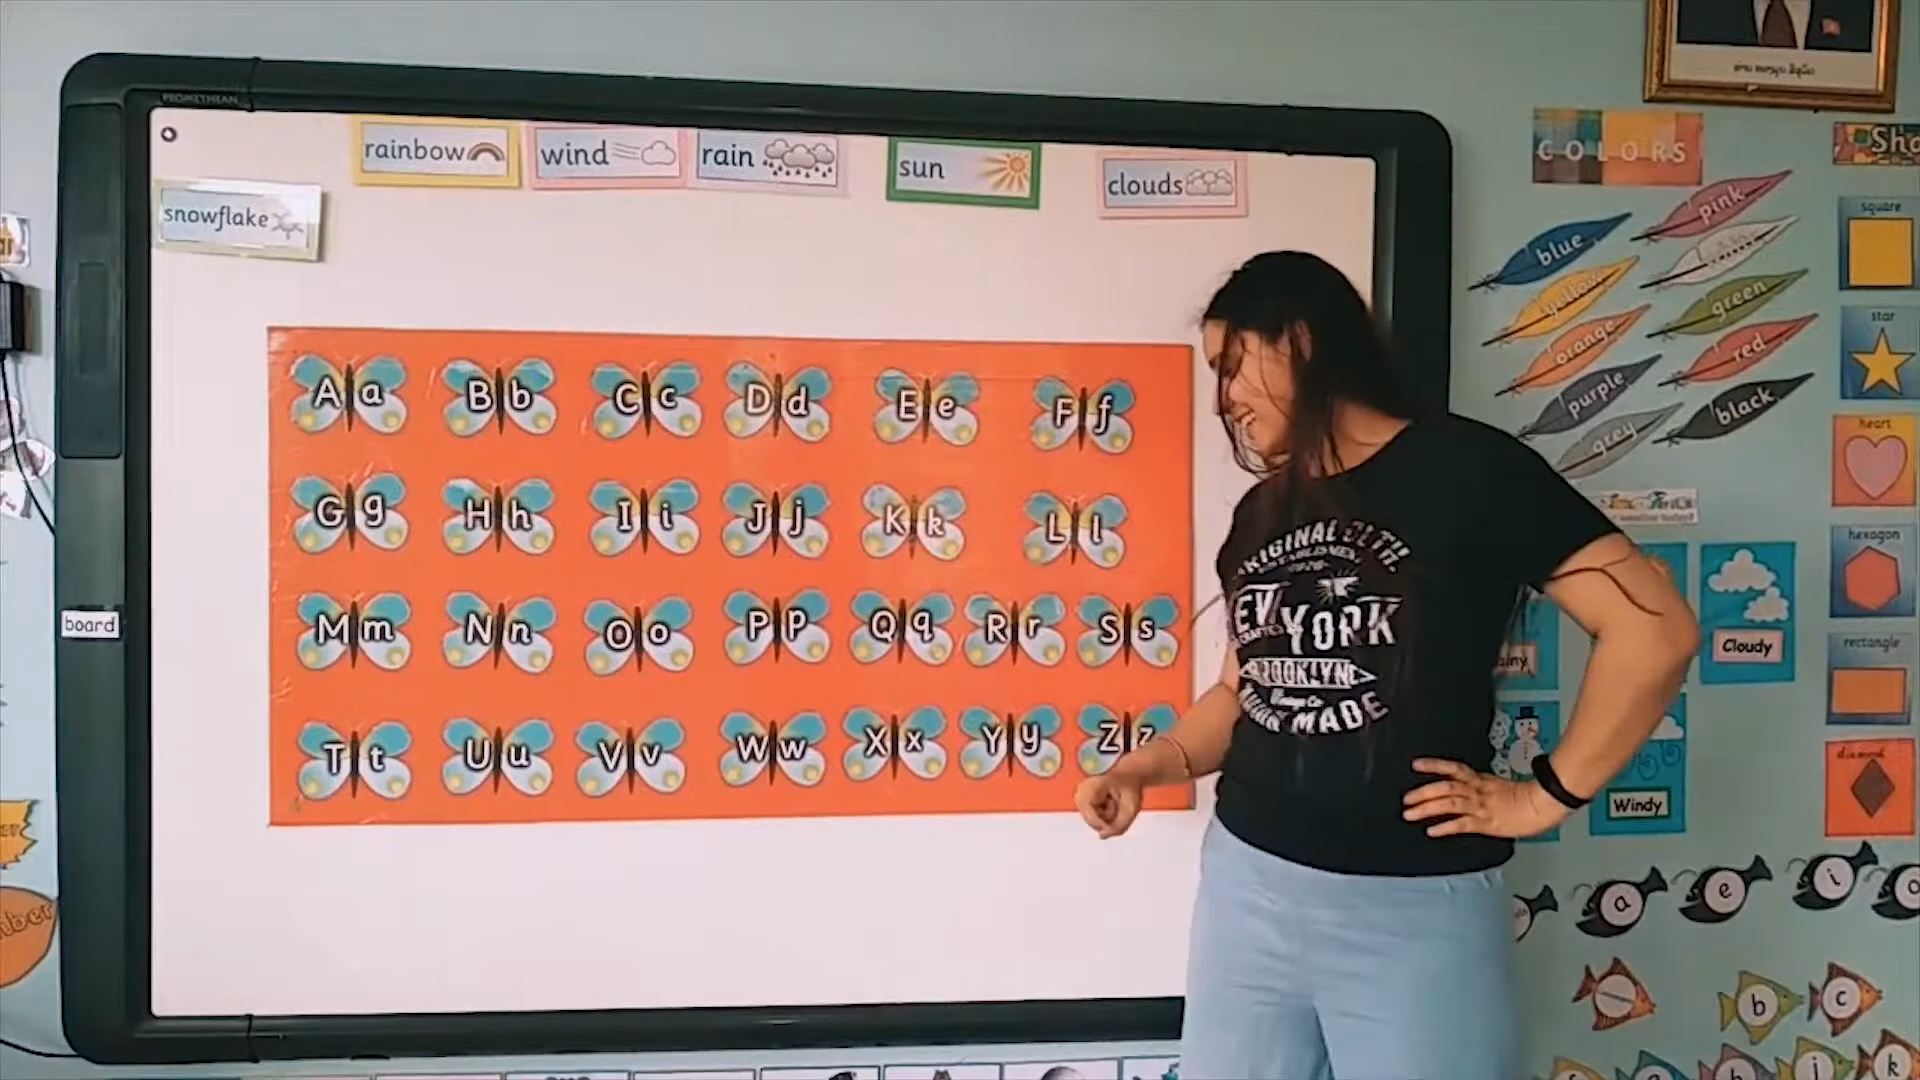 PROMETHEAN
rainbow
wind
rain
sun
clouds
snowflake
board
Aa
Bb
Cc
Dd
Ee
Ff
Gg
Hh
Ii
Jj
Kk
Ll
Mm
Nn
Oo
Pp
Qq
Rr
Ss
Tt
Uu
Vv
Ww
Xx
Yy
Zz
YORK
MADE
COLORS
pink
blue
yellow
green
orange
red
purple
black
grey
square
star
heart
hexagon
rectangle
diamond
Cloudy
Windy
a
e
i
o
b
c
j
k